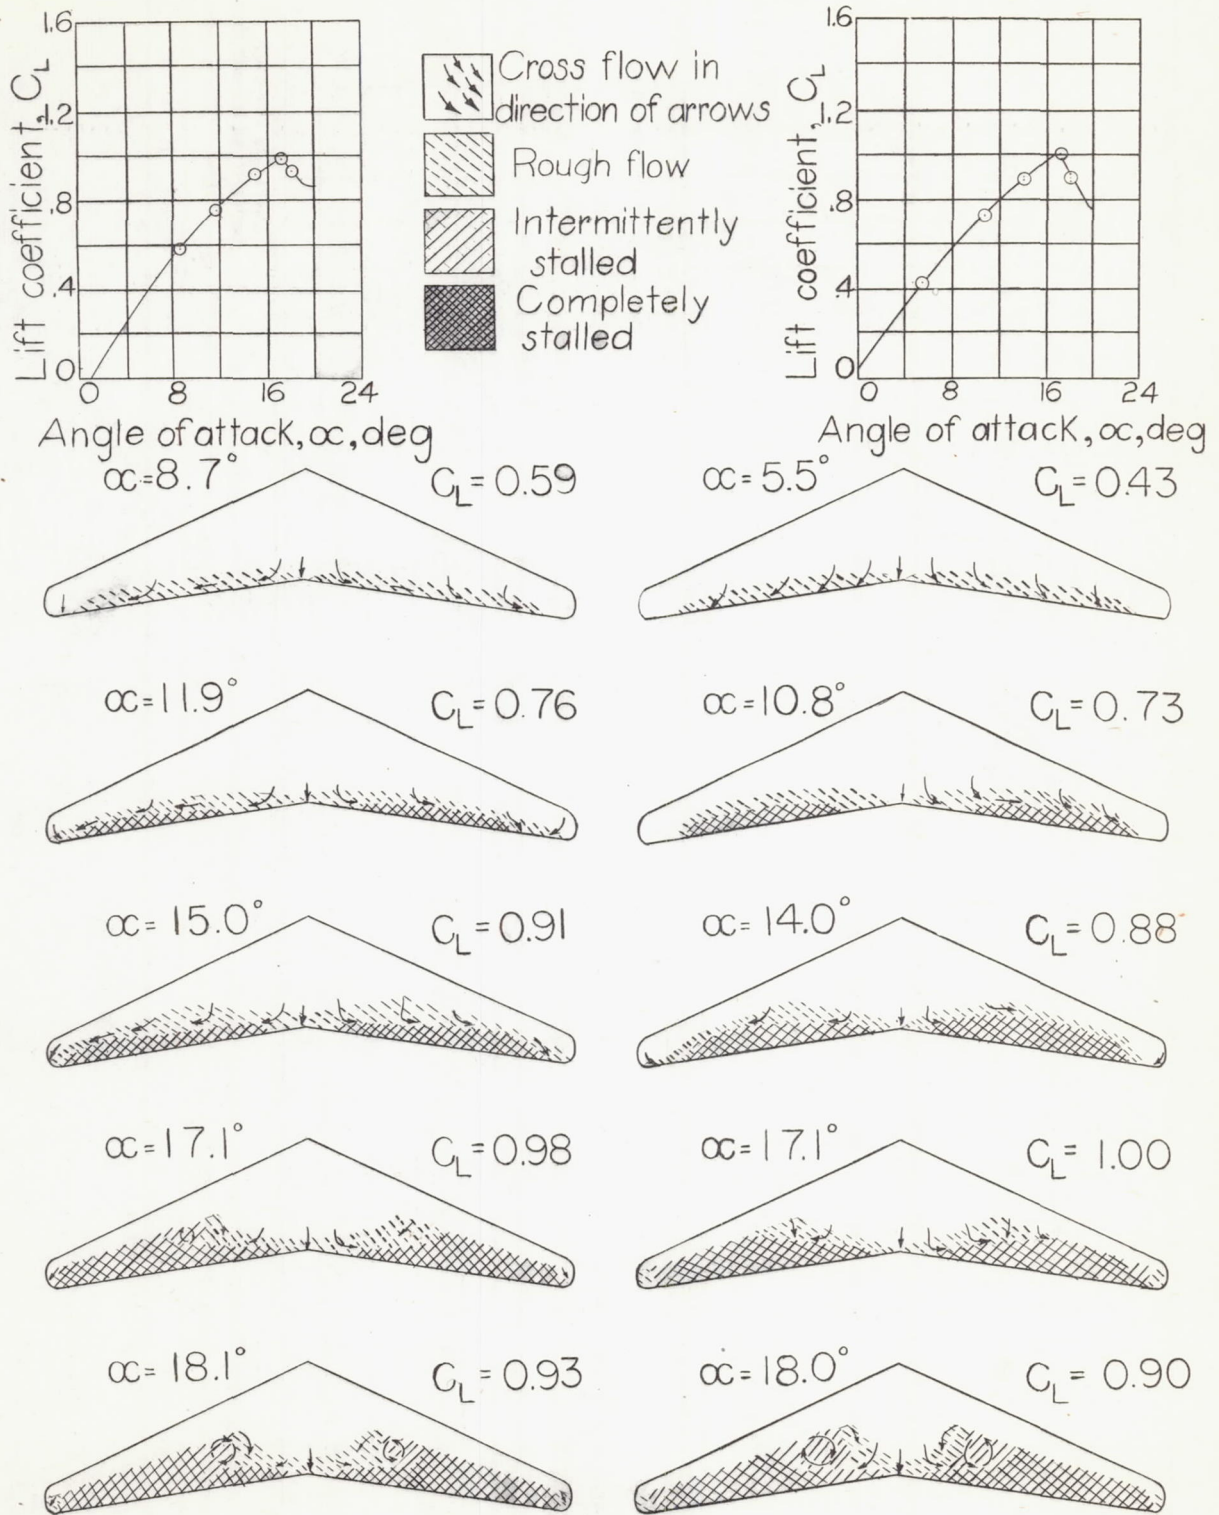 1.6
1.2
.8
.4
0
Lift coefficient, C_L
0 8 16 24
Angle of attack, ∝, deg
Cross flow in
direction of arrows
Rough flow
Intermittently
stalled
Completely
stalled
1.6
1.2
.8
.4
0
Lift coefficient, C_L
0 8 16 24
Angle of attack, ∝, deg
∝=8.7° C_L=0.59
∝=5.5° C_L=0.43
∝=11.9° C_L=0.76
∝=10.8° C_L=0.73
∝=15.0° C_L=0.91
∝=14.0° C_L=0.88
∝=17.1° C_L=0.98
∝=17.1° C_L=1.00
∝=18.1° C_L=0.93
∝=18.0° C_L=0.90